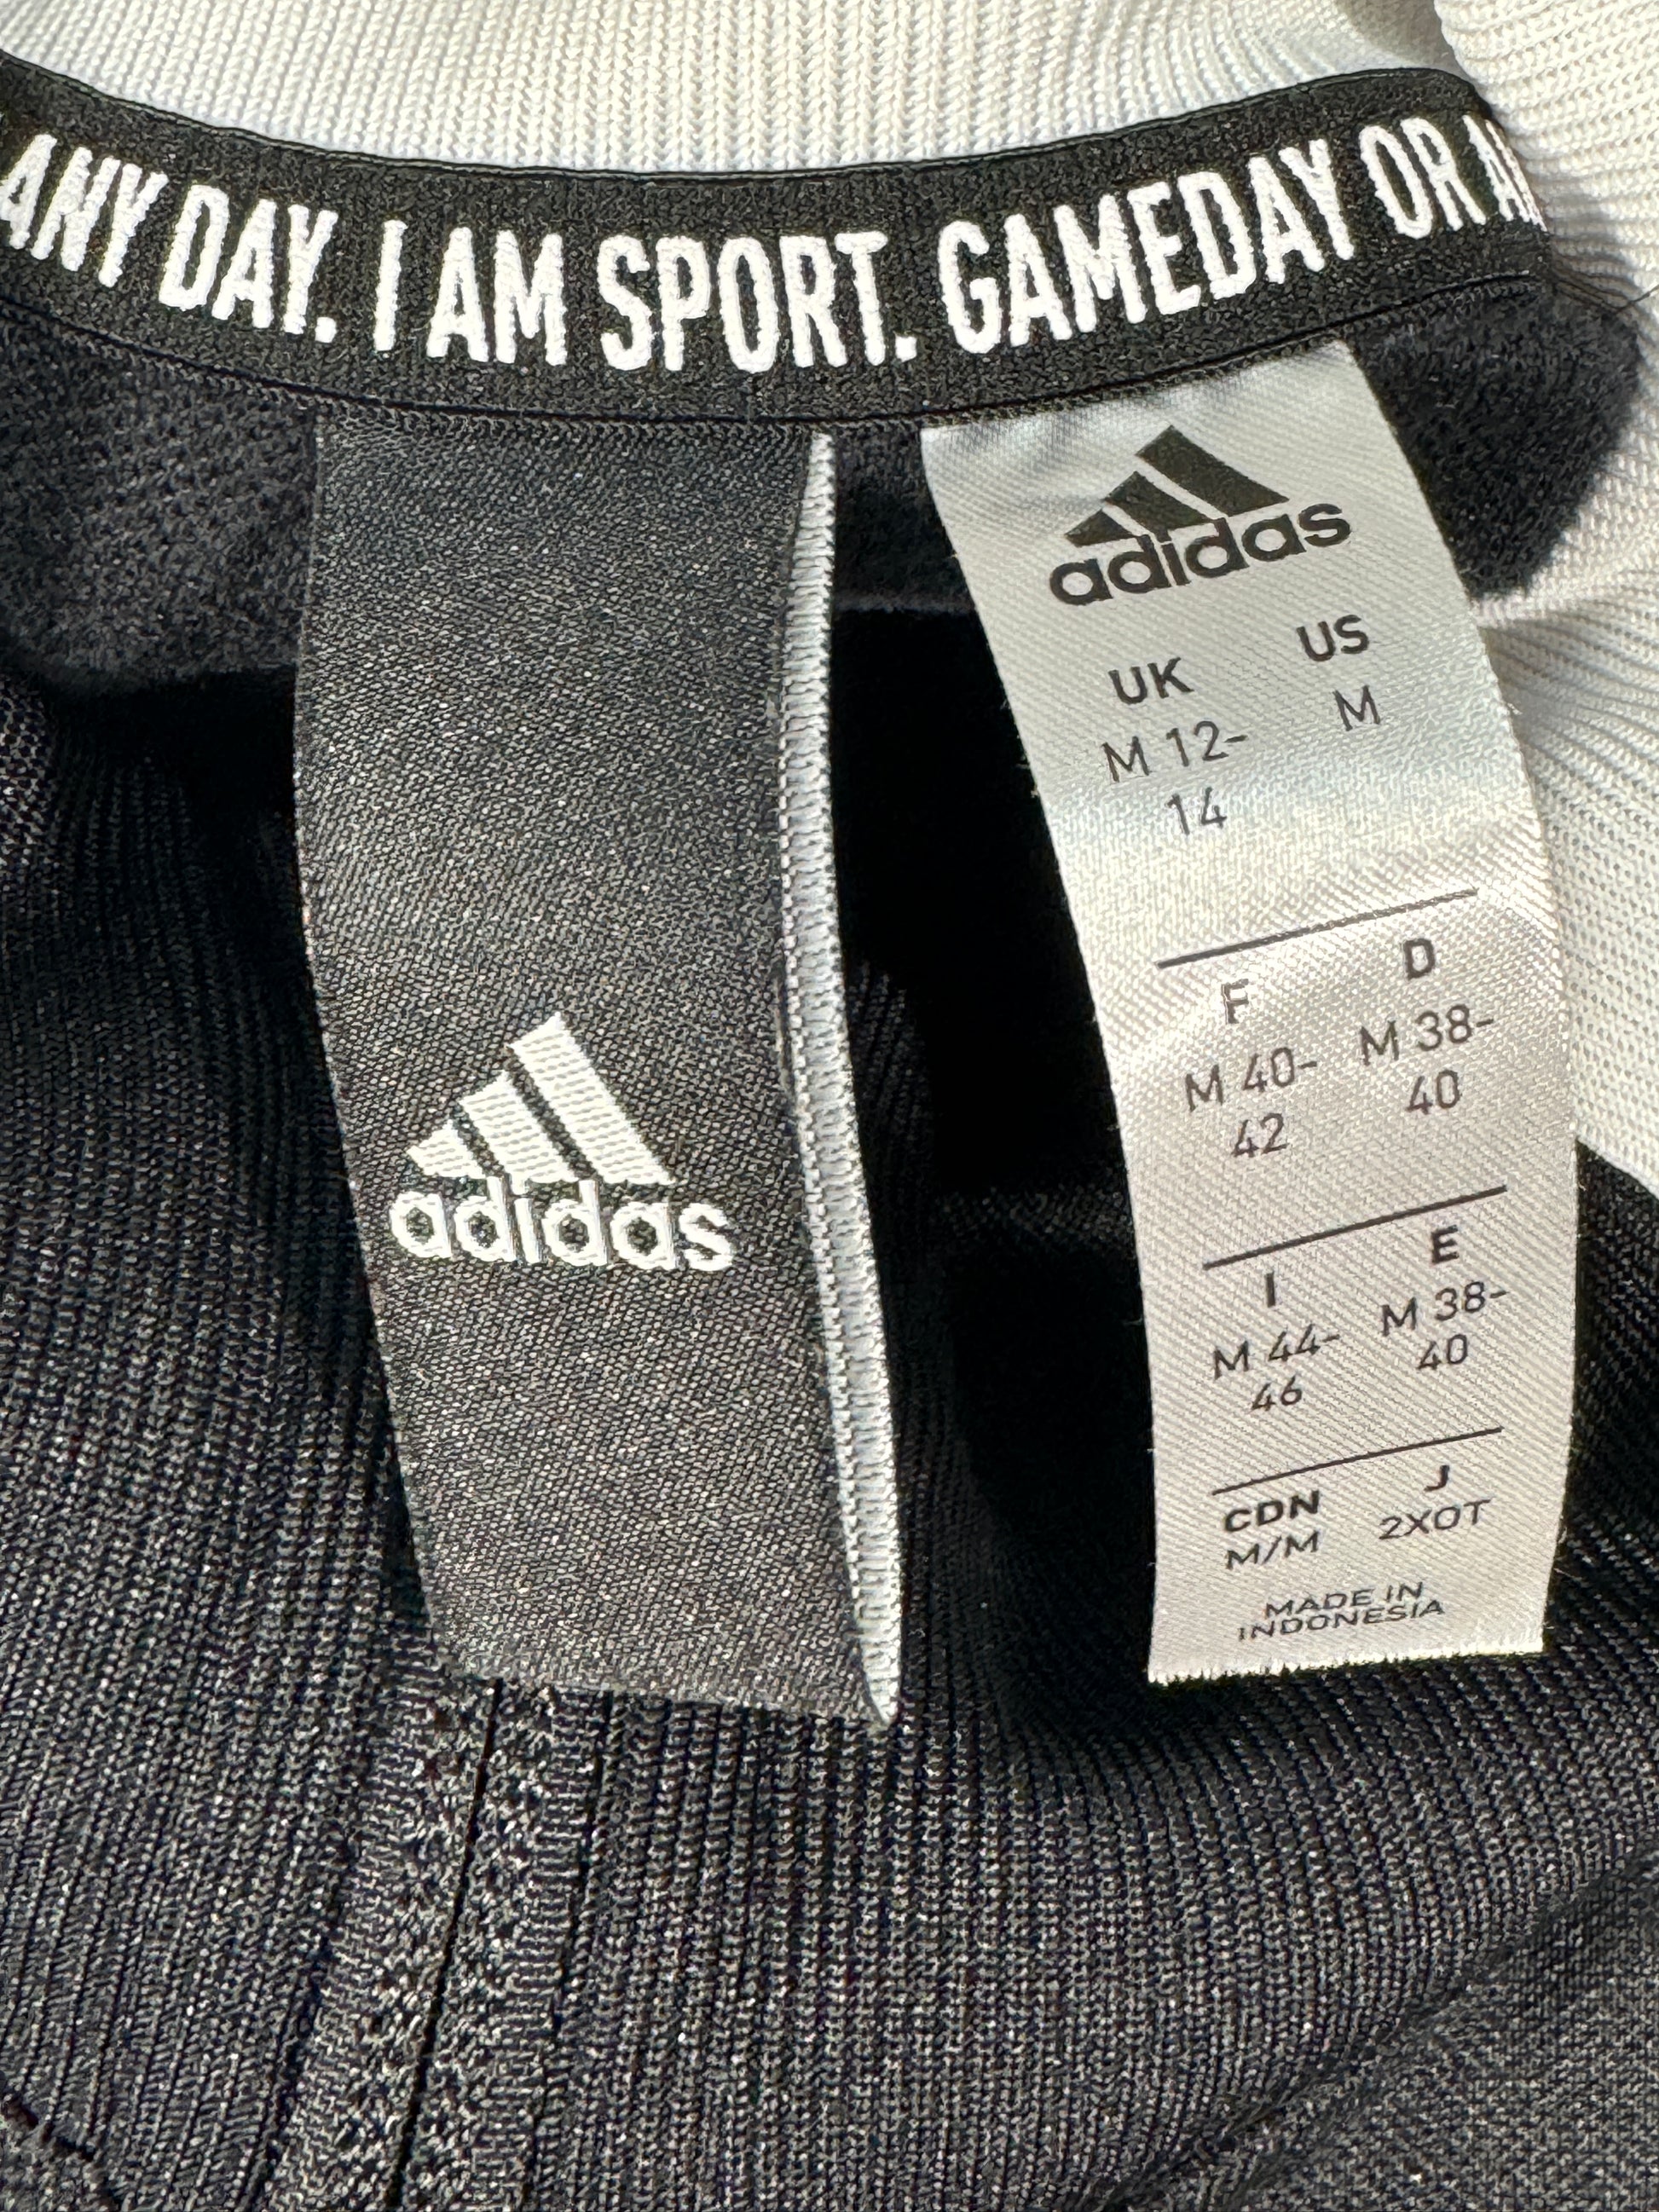 ANY DAY. I AM SPORT. GAMEDAY OR
adidas
adidas
UK US
M 12-14 M
F D
M 40-42 M 38-40
I E
M 44-46 M 38-40
CDN J
M/M 2XOT
MADE IN
INDONESIA